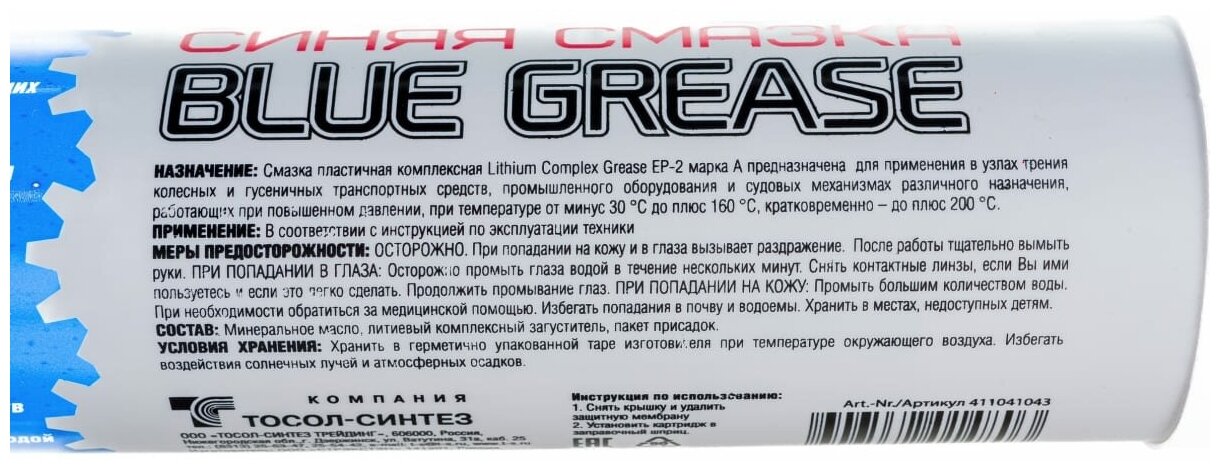 СИНЯЯ СМАЗКА
BLUE GREASE
НАЗНАЧЕНИЕ: Смазка пластичная комплексная Lithium Complex Grease EP-2 марка А предназначена для применения в узлах трения
колесных и гусеничных транспортных средств, промышленного оборудования и судовых механизмах различного назначения,
работающих при повышенном давлении, при температуре от минус 30 °С до плюс 160 °С, кратковременно – до плюс 200 °С.
ПРИМЕНЕНИЕ: В соответствии с инструкцией по эксплуатации техники
МЕРЫ ПРЕДОСТОРОЖНОСТИ: ОСТОРОЖНО. При попадании на кожу и в глаза вызывает раздражение. После работы тщательно вымыть
руки. ПРИ ПОПАДАНИИ В ГЛАЗА: Осторожно промыть глаза водой в течение нескольких минут. Снять контактные линзы, если Вы ими
пользуетесь и если это легко сделать. Продолжить промывание глаз. ПРИ ПОПАДАНИИ НА КОЖУ: Промыть большим количеством воды.
При необходимости обратиться за медицинской помощью. Избегать попадания в почву и водоемы. Хранить в местах, недоступных детям.
СОСТАВ: Минеральное масло, литиевый комплексный загуститель, пакет присадок.
УСЛОВИЯ ХРАНЕНИЯ: Хранить в герметично упакованной таре изготовителя при температуре окружающего воздуха. Избегать
воздействия солнечных лучей и атмосферных осадков.
КОМПАНИЯ
ТОСОЛ-СИНТЕЗ
ООО «ТОСОЛ-СИНТЕЗ ТРЕЙДИНГ», 606000, Россия,
Нижегородская обл., г. Дзержинск, ул. Ватутина, 31а, каб. 25
Инструкция по использованию:
1. Снять крышку и удалить
защитную мембрану
2. Установить картридж в
заправочный шприц.
EAC
Art.-Nr./Артикул 411041043